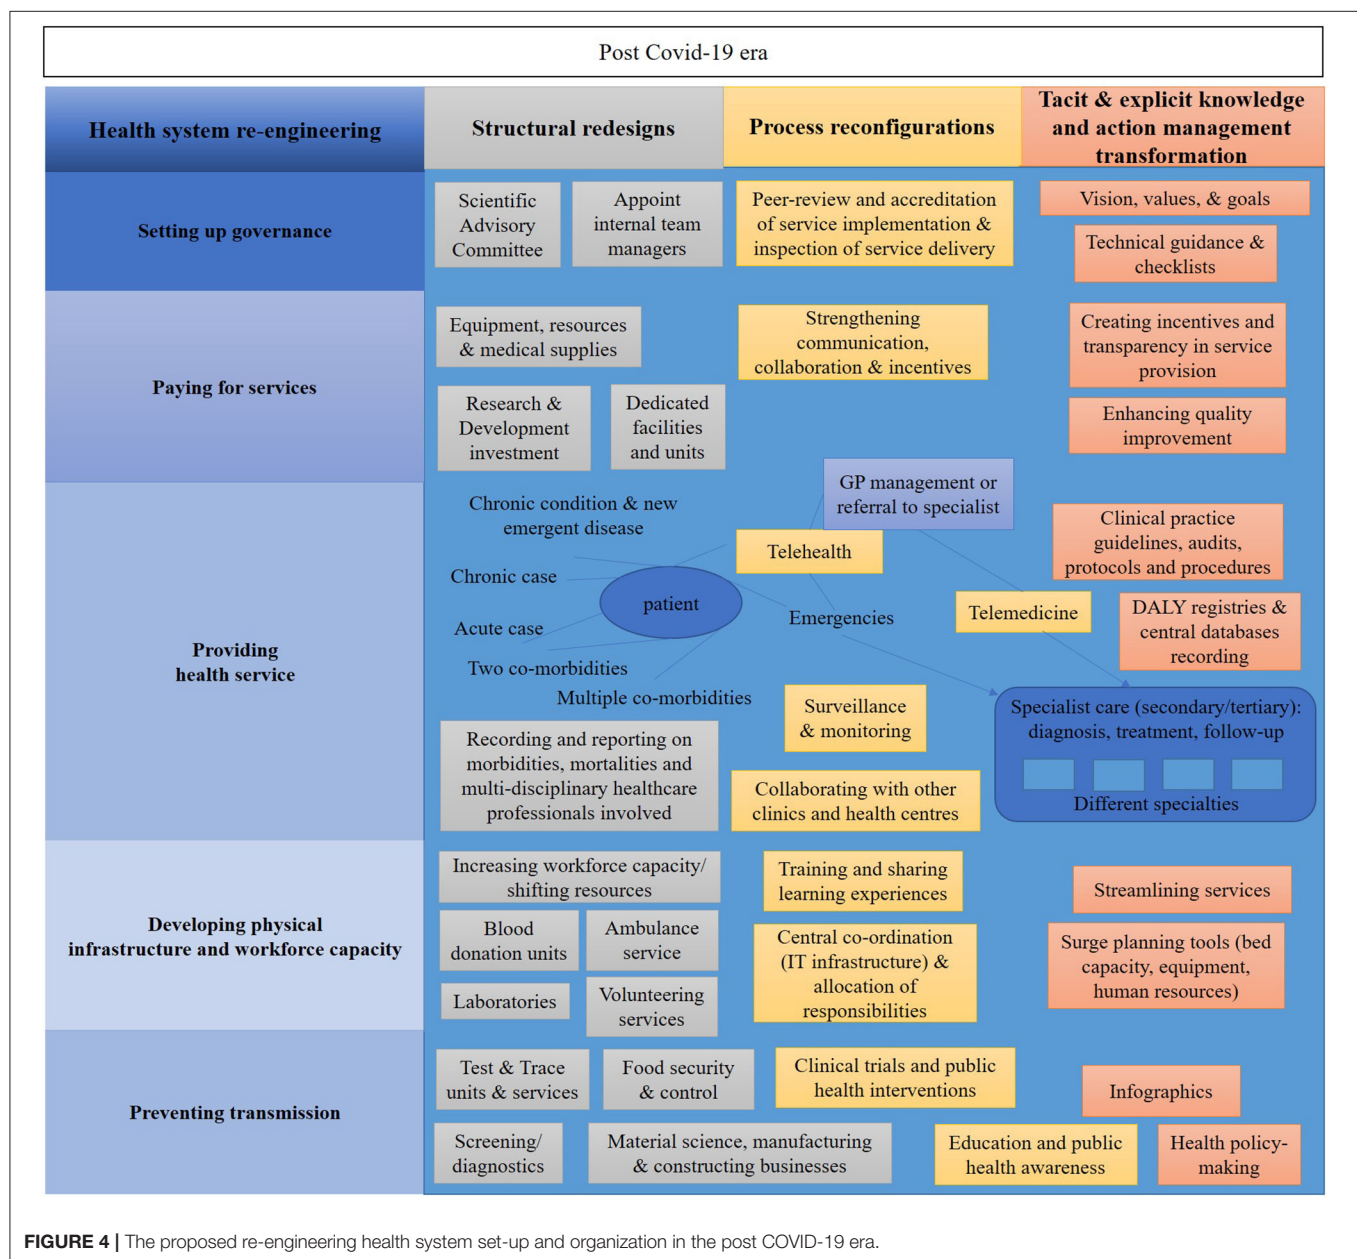 Post Covid-19 era
Health system re-engineering
Structural redesigns
Process reconfigurations
Tacit & explicit knowledge
and action management
transformation
Setting up governance
Scientific
Advisory
Committee
Appoint
internal team
managers
Peer-review and accreditation
of service implementation &
inspection of service delivery
Vision, values, & goals
Technical guidance &
checklists
Paying for services
Equipment, resources
& medical supplies
Research &
Development
investment
Dedicated
facilities
and units
Strengthening
communication,
collaboration & incentives
Creating incentives and
transparency in service
provision
Enhancing quality
improvement
Providing
health service
Chronic condition & new
emergent disease
Chronic case
Acute case
Two co-morbidities
Multiple co-morbidities
patient
Telehealth
GP management or
referral to specialist
Emergencies
Telemedicine
Clinical practice
guidelines, audits,
protocols and procedures
DALY registries &
central databases
recording
Specialist care (secondary/tertiary):
diagnosis, treatment, follow-up
Different specialties
Recording and reporting on
morbidities, mortalities and
multi-disciplinary healthcare
professionals involved
Surveillance
& monitoring
Collaborating with other
clinics and health centres
Developing physical
infrastructure and workforce capacity
Increasing workforce capacity/
shifting resources
Blood
donation units
Ambulance
service
Laboratories
Volunteering
services
Training and sharing
learning experiences
Central co-ordination
(IT infrastructure) &
allocation of
responsibilities
Streamlining services
Surge planning tools (bed
capacity, equipment,
human resources)
Preventing transmission
Test & Trace
units & services
Food security
& control
Screening/
diagnostics
Material science, manufacturing
& constructing businesses
Clinical trials and public
health interventions
Education and public
health awareness
Infographics
Health policy-
making
FIGURE 4 | The proposed re-engineering health system set-up and organization in the post COVID-19 era.